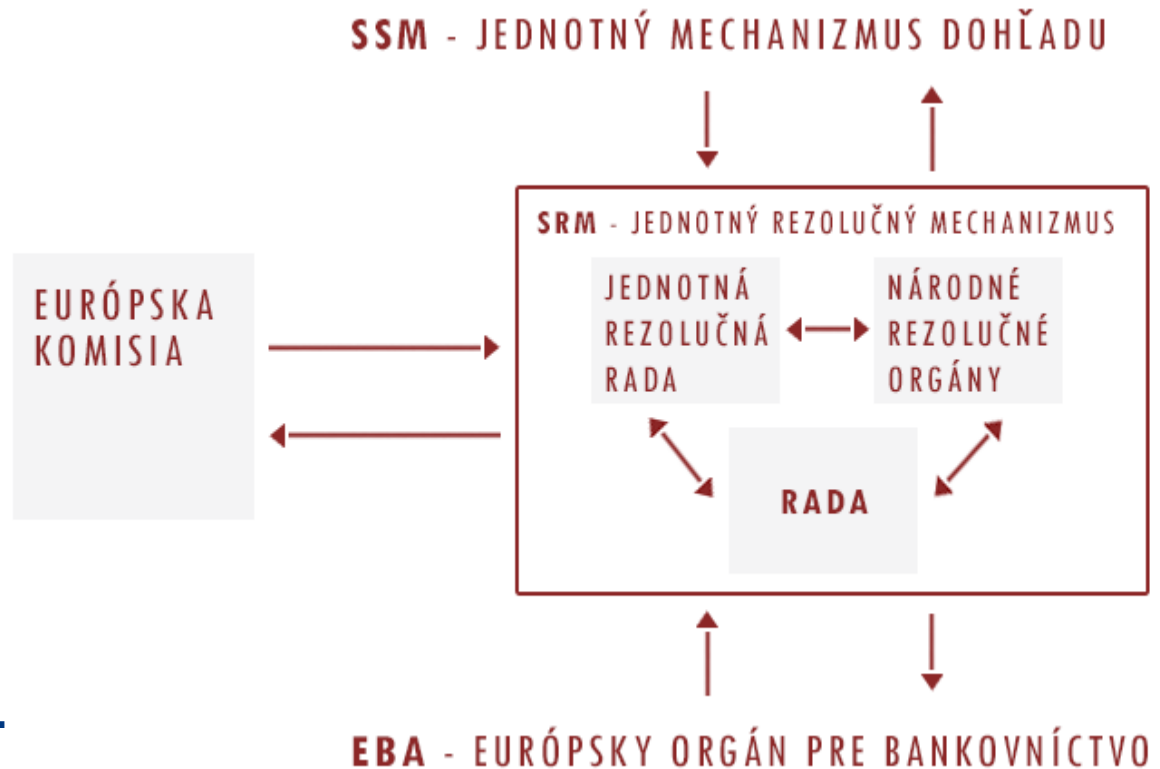 SSM - JEDNOTNÝ MECHANIZMUS DOHĽADU
SRM - JEDNOTNÝ REZOLUČNÝ MECHANIZMUS
EURÓPSKA
KOMISIA
JEDNOTNÁ
REZOLUČNÁ
RADA
NÁRODNÉ
REZOLUČNÉ
ORGÁNY
RADA
EBA - EURÓPSKY ORGÁN PRE BANKOVNÍCTVO